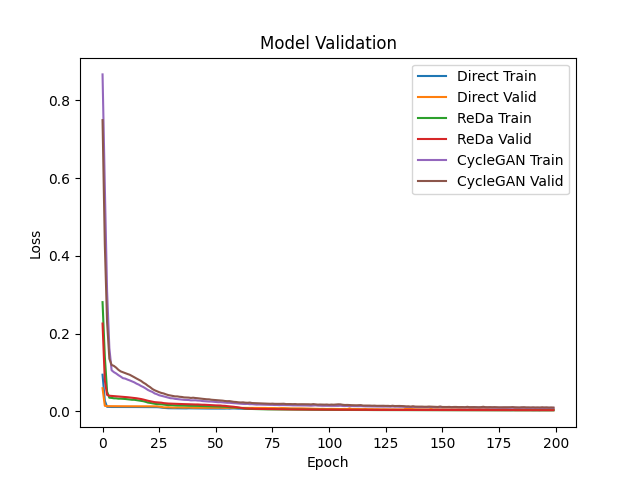 Model Validation
Direct Train
Direct Valid
ReDa Train
ReDa Valid
CycleGAN Train
CycleGAN Valid
Loss
0.8
0.6
0.4
0.2
0.0
0 25 50 75 100 125 150 175 200
Epoch